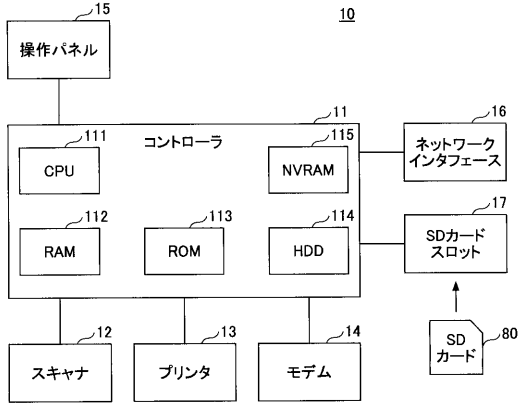 10
15
操作パネル
11
コントローラ
111
CPU
115
NVRAM
112
RAM
113
ROM
114
HDD
16
ネットワーク
インタフェース
17
SDカード
スロット
12
スキャナ
13
プリンタ
14
モデム
SD
カード
80